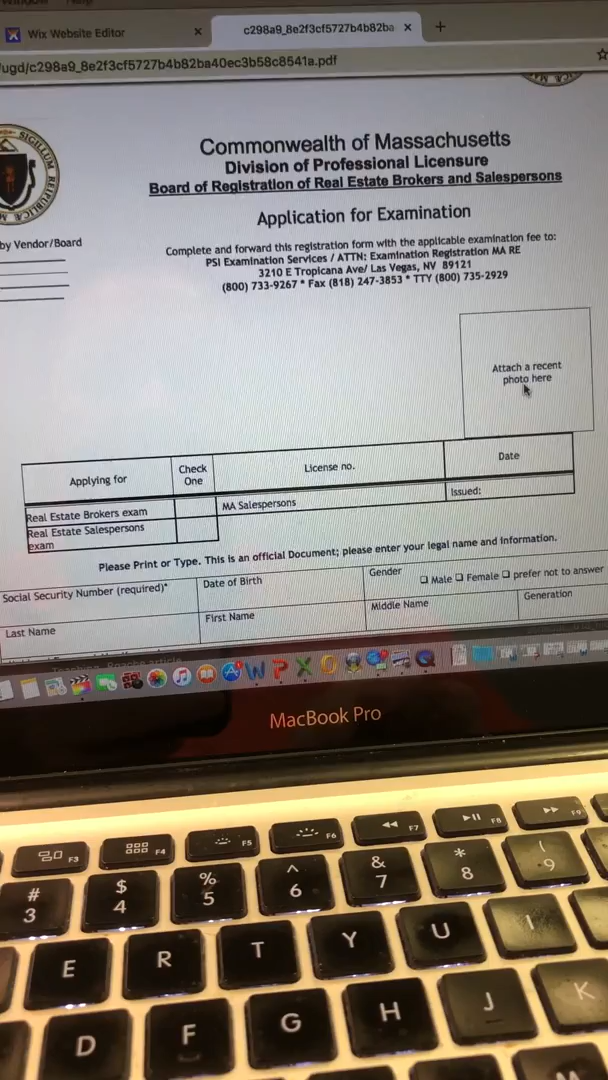 Wix Website Editor
×
c298a9_8e2f3cf5727b4b82ba
×
+
/ugd/c298a9_8e2f3cf5727b4b82ba40ec3b58c8541a.pdf
SIGILLUM REIPUBLICÆ
Commonwealth of Massachusetts
Division of Professional Licensure
Board of Registration of Real Estate Brokers and Salespersons
Application for Examination
by Vendor/Board
Complete and forward this registration form with the applicable examination fee to:
PSI Examination Services / ATTN: Examination Registration MA RE
3210 E Tropicana Ave/ Las Vegas, NV 89121
(800) 733-9267 * Fax (818) 247-3853 * TTY (800) 735-2929
Attach a recent
photo here
Applying for
Check
One
License no.
Date
Real Estate Brokers exam
MA Salespersons
Issued:
Real Estate Salespersons
exam
Please Print or Type. This is an official Document; please enter your legal name and information.
Social Security Number (required)*
Date of Birth
Gender
Male Female prefer not to answer
Last Name
First Name
Middle Name
Generation
MacBook Pro
F3
F4
F5
F6
F7
F8
F9
# $ % ^ & * (
3 4 5 6 7 8 9
E R T Y U I
D F G H J K